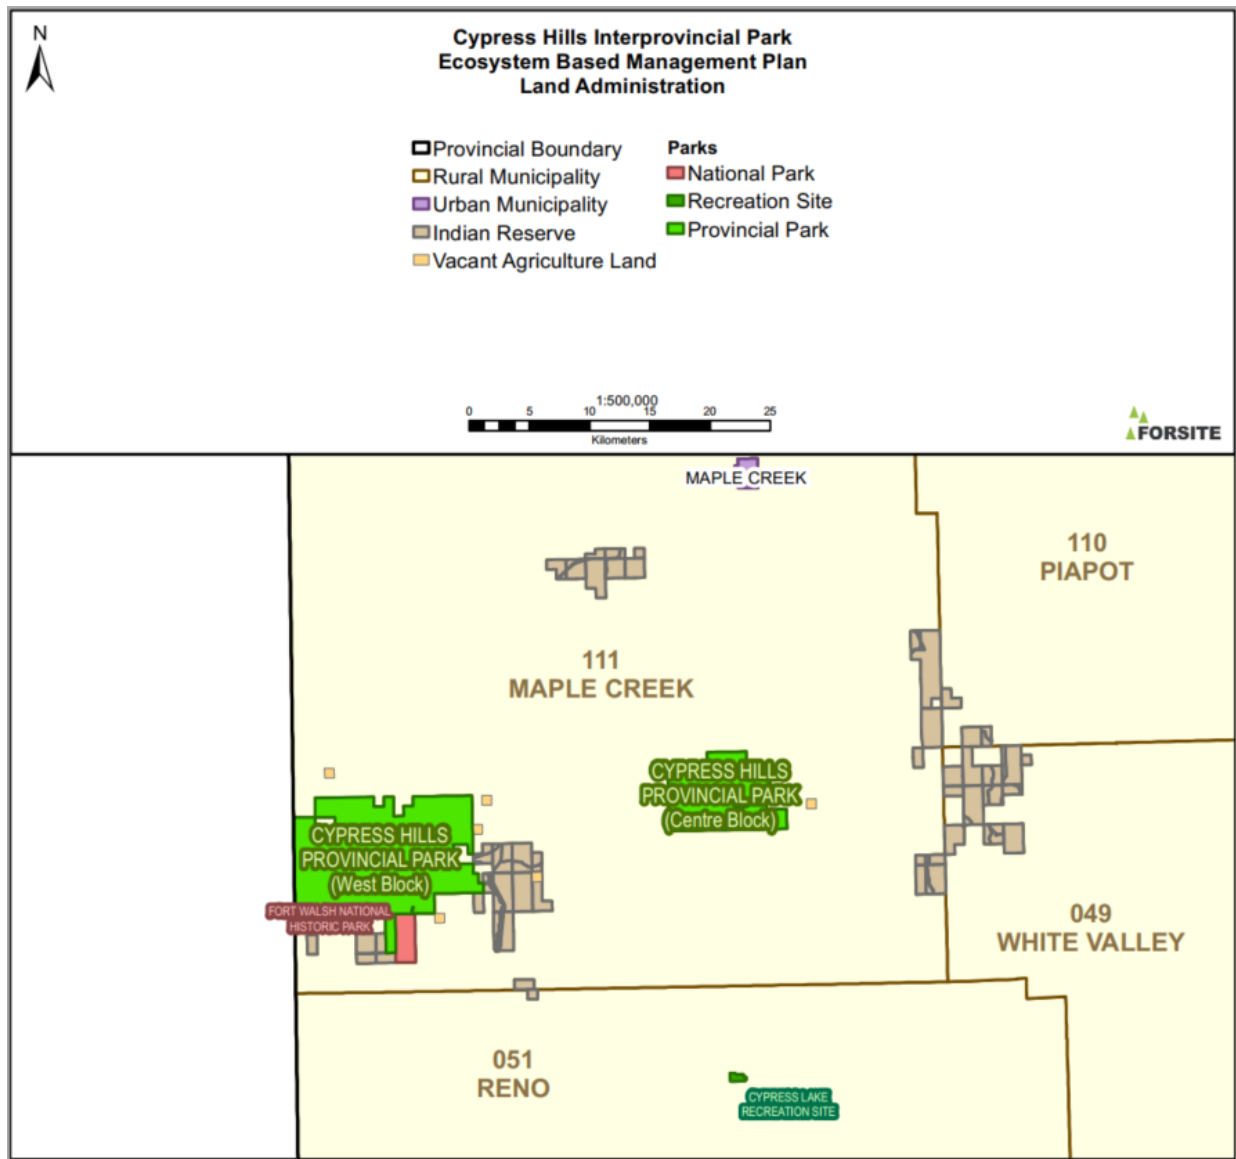 N
Cypress Hills Interprovincial Park
Ecosystem Based Management Plan
Land Administration
Provincial Boundary
Rural Municipality
Urban Municipality
Indian Reserve
Vacant Agriculture Land
Parks
National Park
Recreation Site
Provincial Park
1:500,000
0 5 10 15 20 25
Kilometers
FORSITE
MAPLE CREEK
110
PIAPOT
111
MAPLE CREEK
CYPRESS HILLS
PROVINCIAL PARK
(Centre Block)
CYPRESS HILLS
PROVINCIAL PARK
(West Block)
FORT WALSH NATIONAL
HISTORIC PARK
049
WHITE VALLEY
051
RENO
CYPRESS LAKE
RECREATION SITE